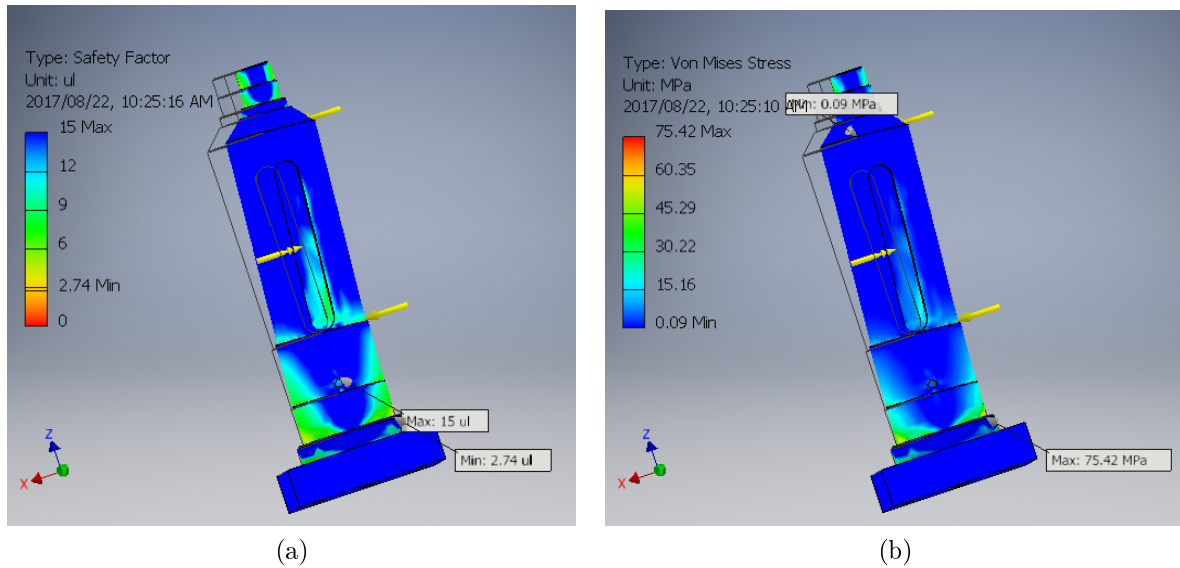 Type: Safety Factor
Unit: ul
2017/08/22, 10:25:16 AM
15 Max
12
9
6
2.74 Min
0
Max: 15 ul
Min: 2.74 ul
Z
X
(a)
Type: Von Mises Stress
Unit: MPa
2017/08/22, 10:25:10 AM
Min: 0.09 MPa
75.42 Max
60.35
45.29
30.22
15.16
0.09 Min
Max: 75.42 MPa
Z
X
(b)